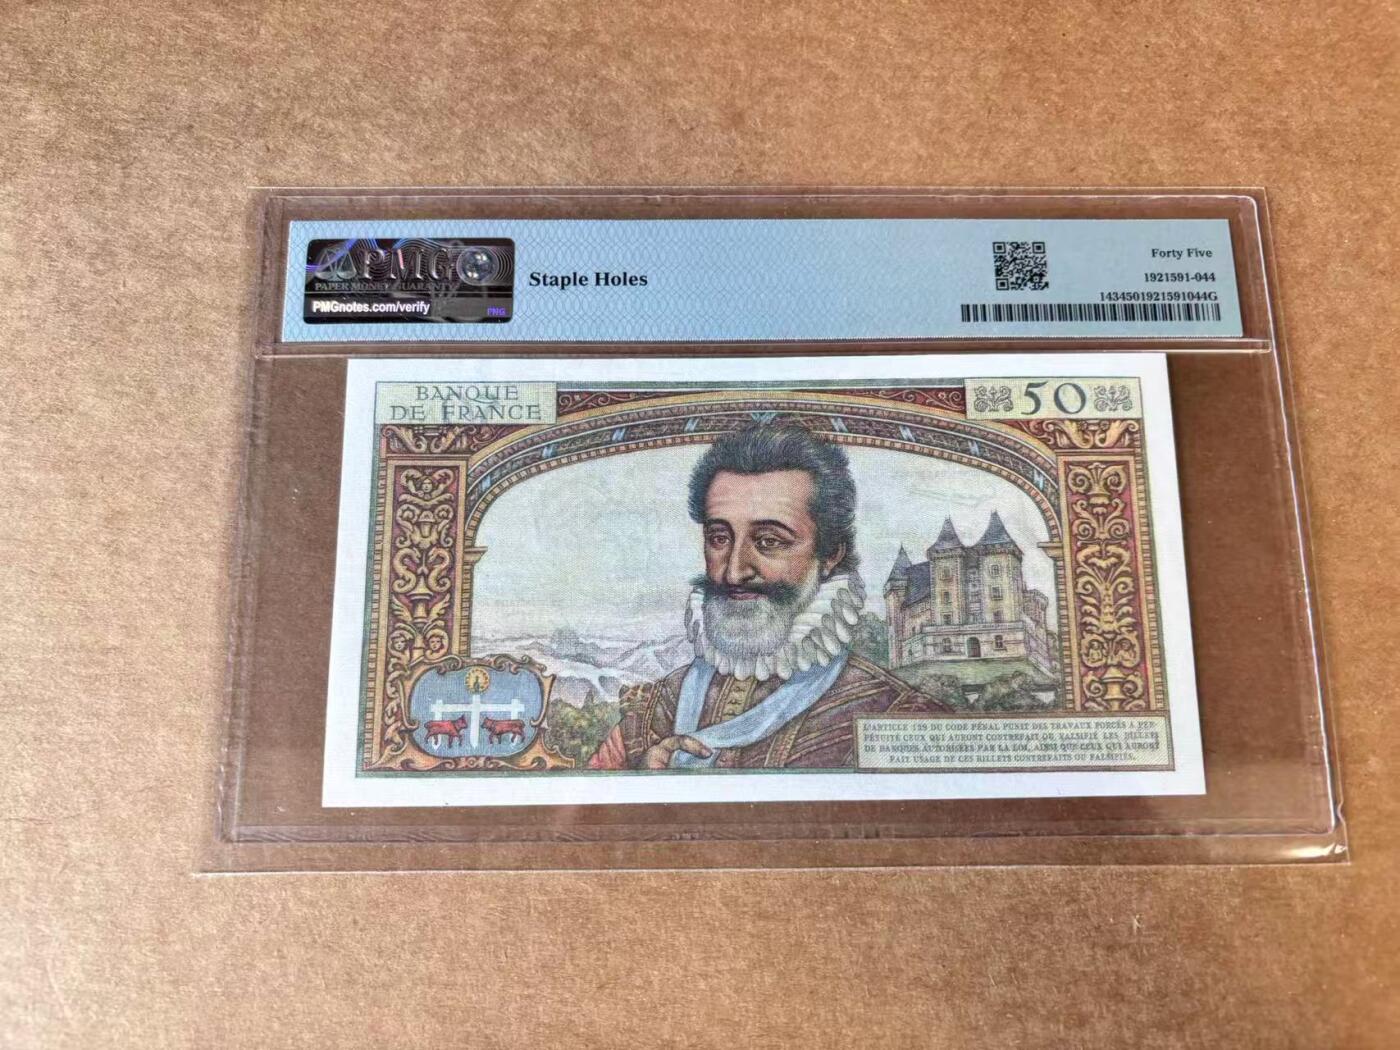 PMG
PAPER MONEY GUARANTY
PMGnotes.com/verify
PNG
Staple Holes
Forty Five
1921591-044
1434501921591044G
BANQUE
DE FRANCE
50
L'ARTICLE 139 DU CODE PÉNAL PUNIT DES TRAVAUX FORCÉS A PER-
PÉTUITÉ CEUX QUI AURONT CONTREFAIT OU FALSIFIÉ LES BILLETS
DE BANQUES AUTORISÉES PAR LA LOI, AINSI QUE CEUX QUI AURONT
FAIT USAGE DE CES BILLETS CONTREFAITS OU FALSIFIÉS.